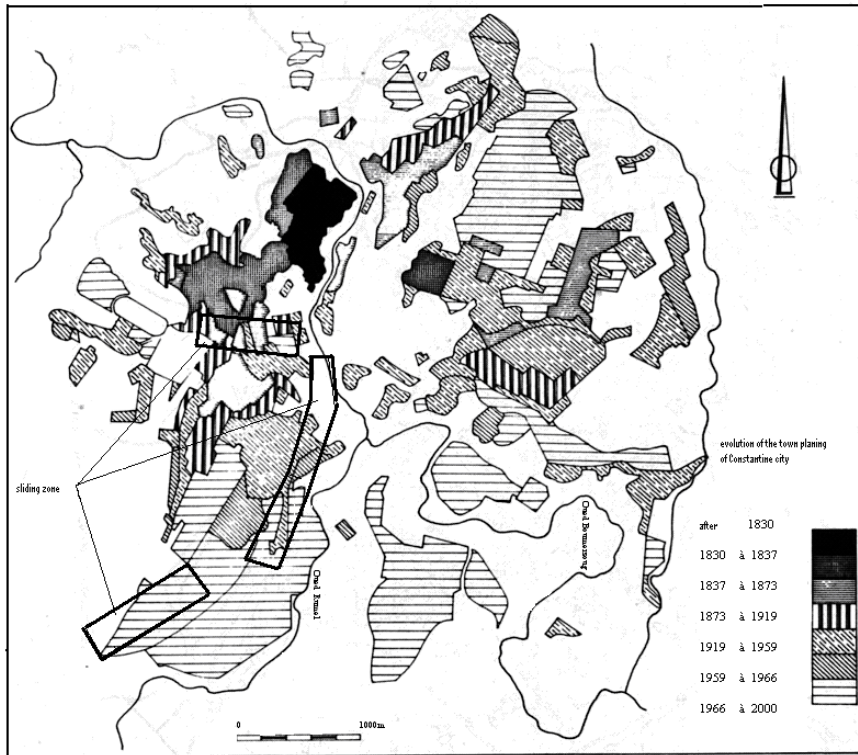 evolution of the town planing
of Constantine city
sliding zone
after 1830
1830 à 1837
1837 à 1873
1873 à 1919
1919 à 1959
1959 à 1966
1966 à 2000
Oued Boumerzoug
Oued Rumel
0 1000m